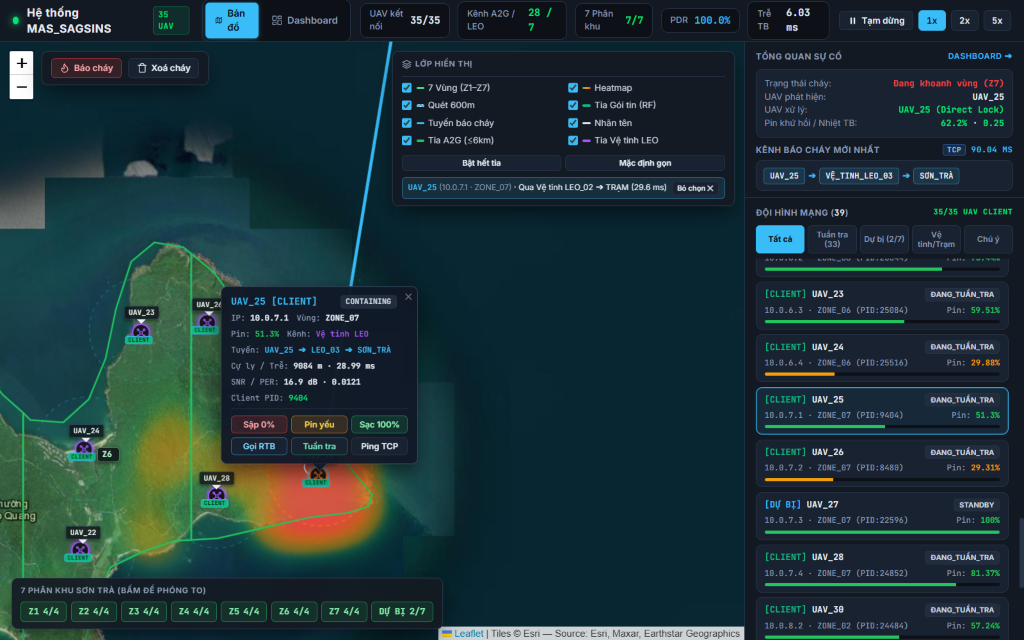 Hệ thống
MAS_SAGSINS
35
UAV
Bản
đồ
Dashboard
UAV kết
nối
35/35
Kênh A2G /
LEO
28 /
7
7 Phân
khu
7/7
PDR 100.0%
Trễ
TB
6.03
ms
Tạm dừng
1x
2x
5x
+
−
Báo cháy
Xoá cháy
LỚP HIỂN THỊ
7 Vùng (Z1–Z7)
Heatmap
Quét 600m
Tia Gói tin (RF)
Tuyến báo cháy
Nhãn tên
Tia A2G (≤6km)
Tia Vệ tinh LEO
Bật hết tia
Mặc định gọn
UAV_25 (10.0.7.1 · ZONE_07) · Qua Vệ tinh LEO_02 ➔ TRẠM (29.6 ms)
Bỏ chọn ✕
UAV_23
CLIENT
UAV_26
CLIENT
UAV_24
CLIENT
Z6
UAV_28
CLIENT
UAV_22
CLIENT
CLIENT
UAV_25 [CLIENT]
CONTAINING
×
IP: 10.0.7.1 Vùng: ZONE_07
Pin: 51.3% Kênh: Vệ tinh LEO
Tuyến: UAV_25 ➔ LEO_03 ➔ SƠN_TRÀ
Cự ly / Trễ: 9084 m · 28.99 ms
SNR / PER: 16.9 dB · 0.0121
Client PID: 9404
Sập 0%
Pin yếu
Sạc 100%
Gọi RTB
Tuần tra
Ping TCP
Quang
7 PHÂN KHU SƠN TRÀ (BẤM ĐỂ PHÓNG TO)
Z1 4/4
Z2 4/4
Z3 4/4
Z4 4/4
Z5 4/4
Z6 4/4
Z7 4/4
DỰ BỊ 2/7
Leaflet | Tiles © Esri — Source: Esri, Maxar, Earthstar Geographics
TỔNG QUAN SỰ CỐ
DASHBOARD ➔
Trạng thái cháy: Đang khoanh vùng (Z7)
UAV phát hiện: UAV_25
UAV xử lý: UAV_25 (Direct Lock)
Pin khứ hồi / Nhiệt TB: 62.2% · 0.25
KÊNH BÁO CHÁY MỚI NHẤT
TCP
90.04 MS
UAV_25 ➔ VỆ_TINH_LEO_03 ➔ SƠN_TRÀ
ĐỘI HÌNH MẠNG (39)
35/35 UAV CLIENT
Tất cả
Tuần tra
(33)
Dự bị (2/7)
Vệ
tinh/Trạm
Chú ý
[CLIENT] UAV_23
ĐANG_TUẦN_TRA
10.0.6.3 · ZONE_06 (PID:25084)
Pin: 59.51%
[CLIENT] UAV_24
ĐANG_TUẦN_TRA
10.0.6.4 · ZONE_06 (PID:25516)
Pin: 29.88%
[CLIENT] UAV_25
ĐANG_TUẦN_TRA
10.0.7.1 · ZONE_07 (PID:9404)
Pin: 51.3%
[CLIENT] UAV_26
ĐANG_TUẦN_TRA
10.0.7.2 · ZONE_07 (PID:8480)
Pin: 29.31%
[DỰ BỊ] UAV_27
STANDBY
10.0.7.3 · ZONE_07 (PID:22596)
Pin: 100%
[CLIENT] UAV_28
ĐANG_TUẦN_TRA
10.0.7.4 · ZONE_07 (PID:24852)
Pin: 81.37%
[CLIENT] UAV_30
ĐANG_TUẦN_TRA
10.0.8.2 · ZONE_02 (PID:24484)
Pin: 57.24%